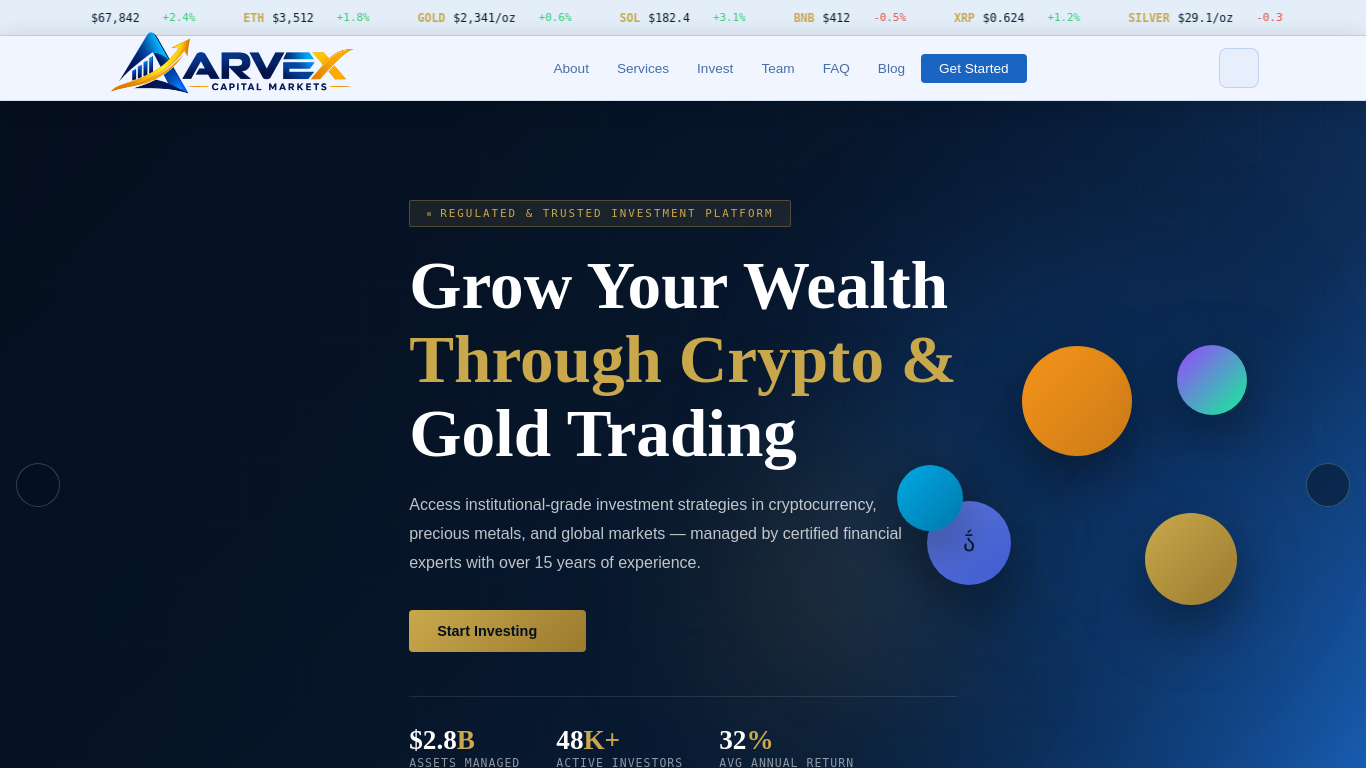 $67,842 +2.4% ETH $3,512 +1.8% GOLD $2,341/oz +0.6% SOL $182.4 +3.1% BNB $412 -0.5% XRP $0.624 +1.2% SILVER $29.1/oz
ARVEX
CAPITAL MARKETS
About Services Invest Team FAQ Blog Get Started
REGULATED & TRUSTED INVESTMENT PLATFORM
Grow Your Wealth
Through Crypto &
Gold Trading
Access institutional-grade investment strategies in cryptocurrency,
precious metals, and global markets — managed by certified financial
experts with over 15 years of experience.
Start Investing
$2.8B 48K+ 32%
ASSETS MANAGED ACTIVE INVESTORS AVG ANNUAL RETURN